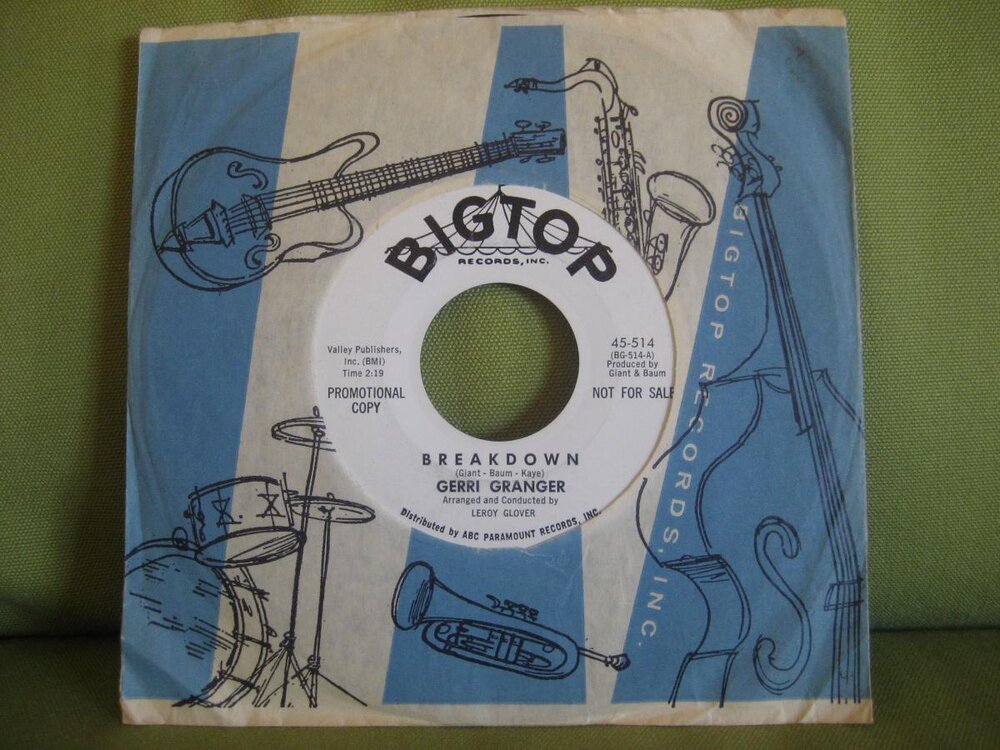 BIGTOP
RECORDS, INC.
Valley Publishers,
Inc. (BMI)
Time 2:19
PROMOTIONAL
COPY
45-514
(BG-514-A)
Produced by
Giant & Baum
NOT FOR SALE
BREAKDOWN
(Giant - Baum - Kaye)
GERRI GRANGER
Arranged and Conducted by
LEROY GLOVER
Distributed by ABC PARAMOUNT RECORDS, INC.
BIGTOP RECORDS, INC.